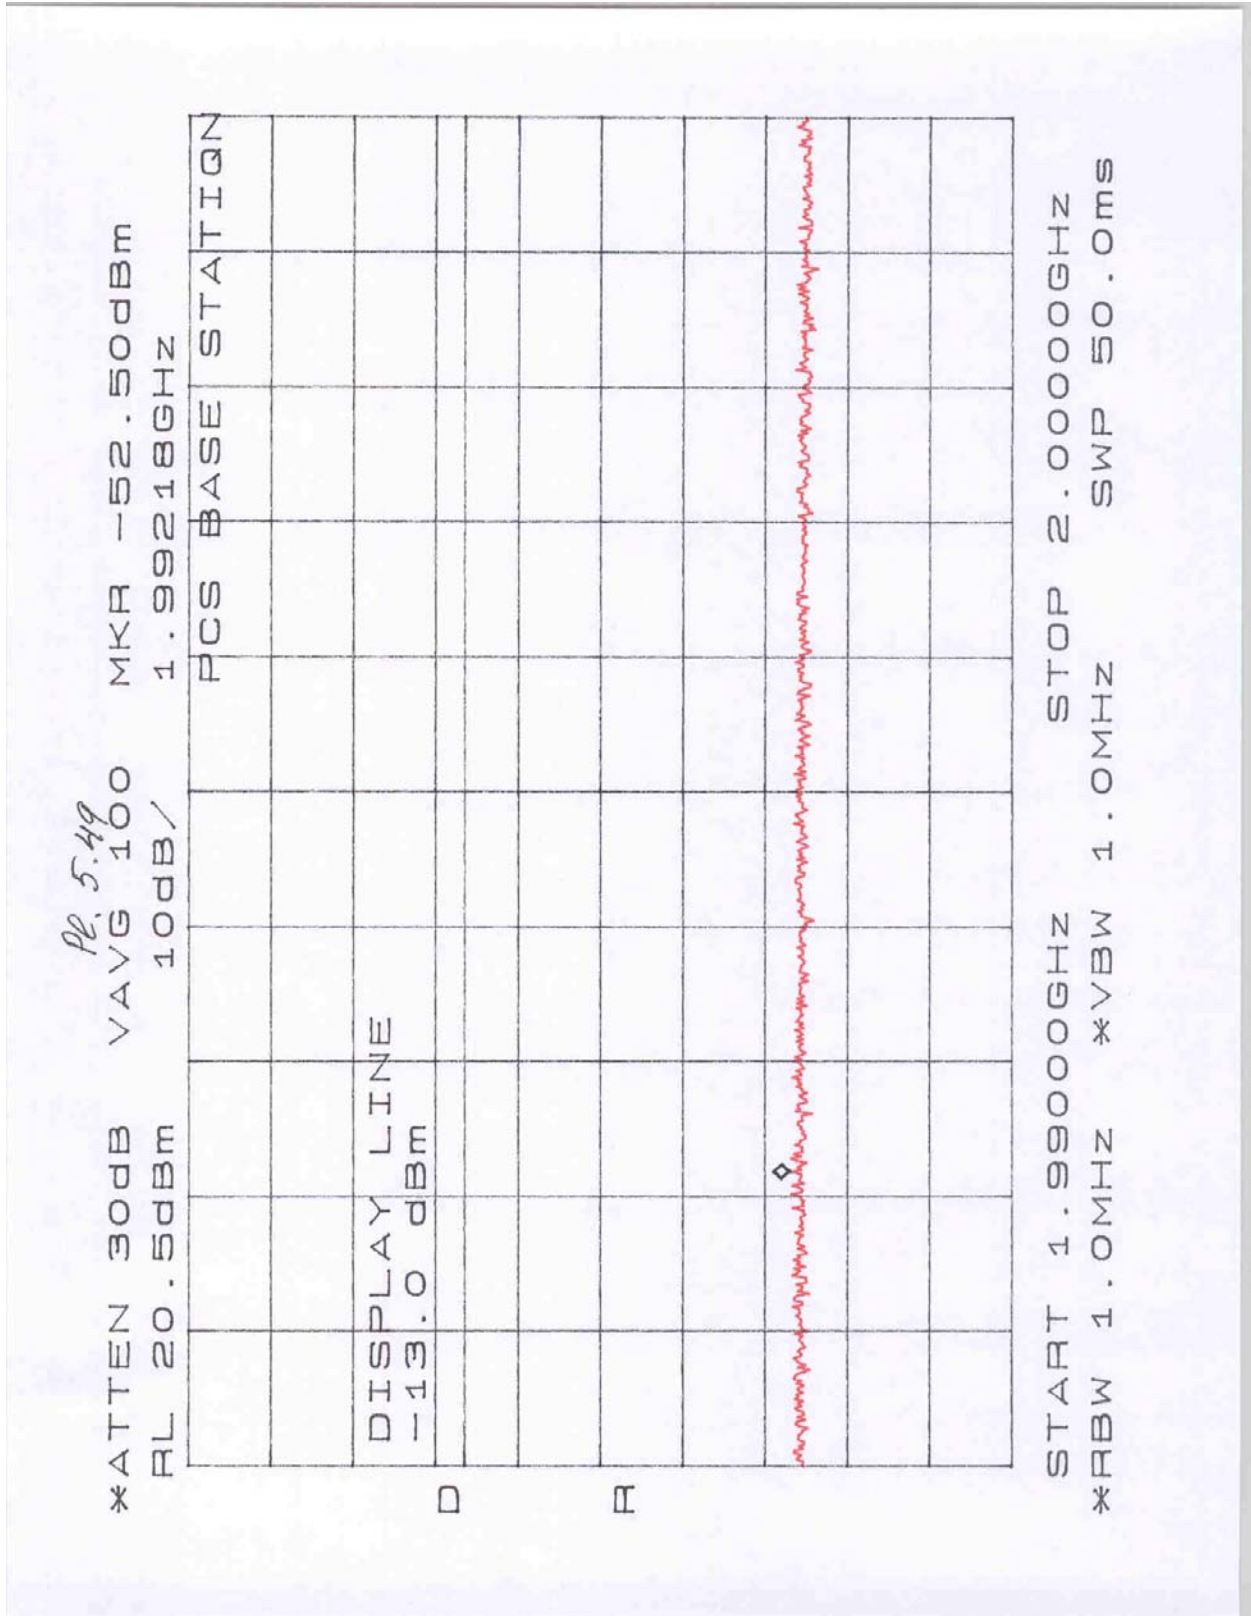 Pl. 5.49
*ATTEN 30dB VAVG 100 MKR -52.50dBm
RL 20.5dBm 10dB/ 1.99218GHz
PCS BASE STATION
DISPLAY LINE
-13.0 dBm
D
R
START 1.99000GHz STOP 2.00000GHz
*RBW 1.0MHz *VBW 1.0MHz SWP 50.0ms